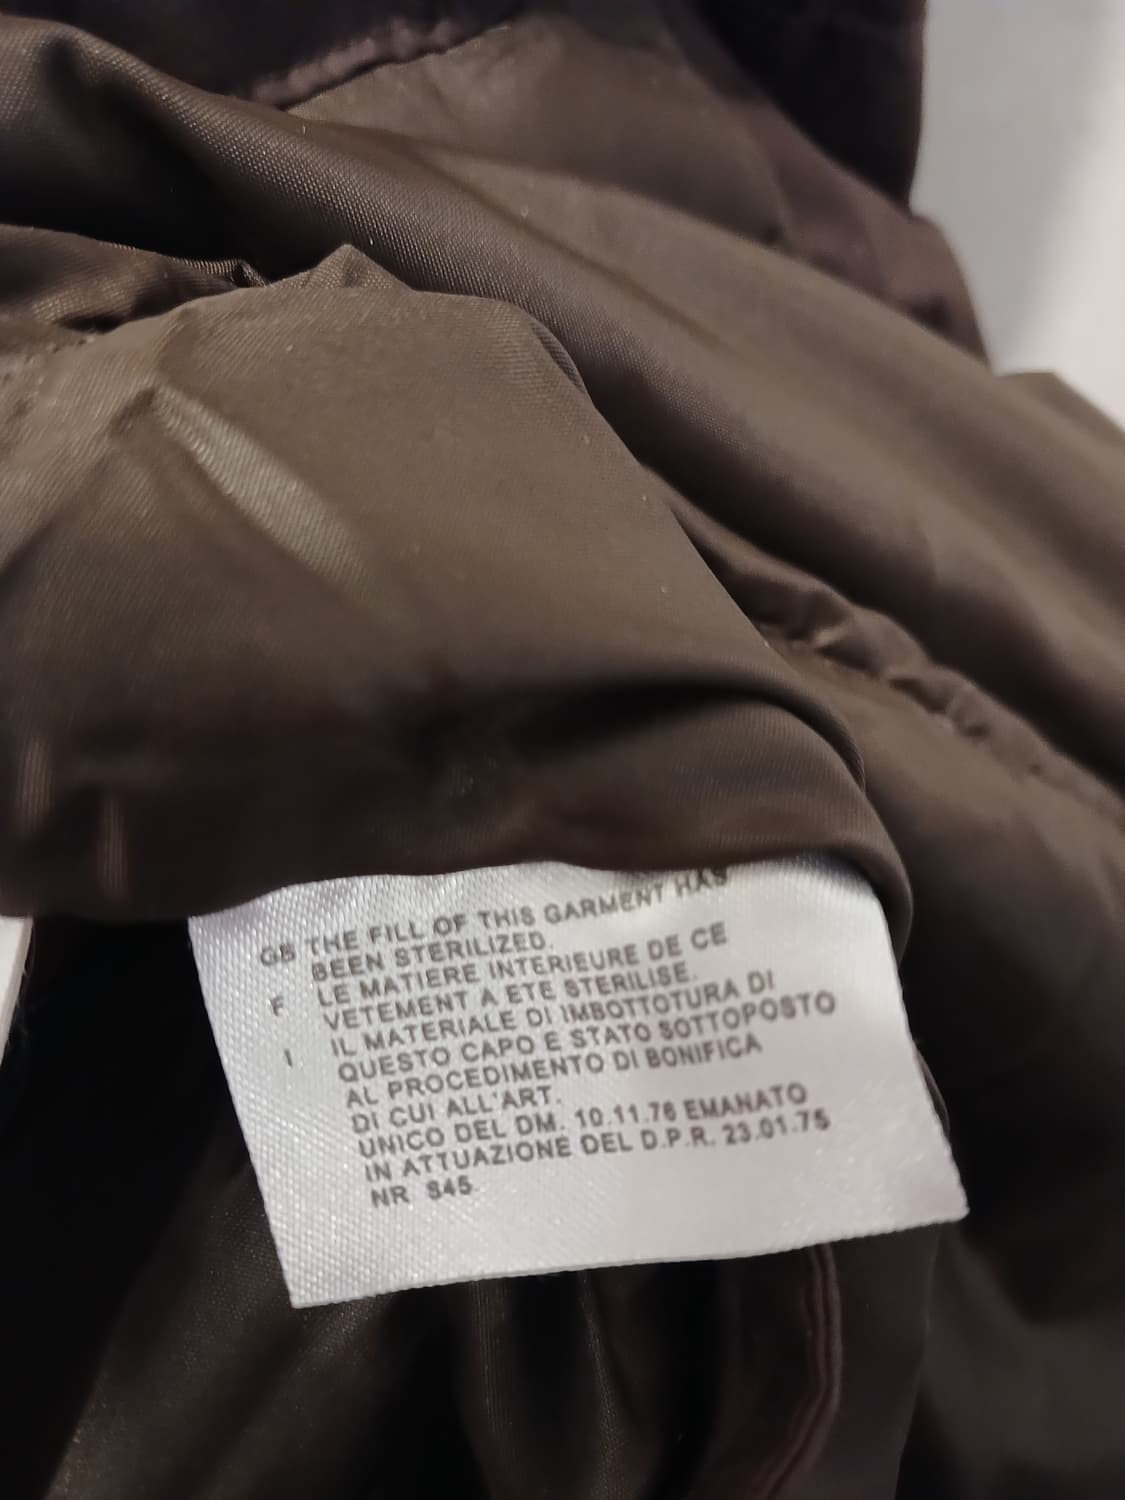 GB THE FILL OF THIS GARMENT HAS
BEEN STERILIZED.
F LE MATIERE INTERIEURE DE CE
VETEMENT A ETE STERILISE.
I IL MATERIALE DI IMBOTTOTURA DI
QUESTO CAPO E STATO SOTTOPOSTO
AL PROCEDIMENTO DI BONIFICA
DI CUI ALL'ART.
UNICO DEL DM. 10.11.76 EMANATO
IN ATTUAZIONE DEL D.P.R. 23.01.75
NR S45